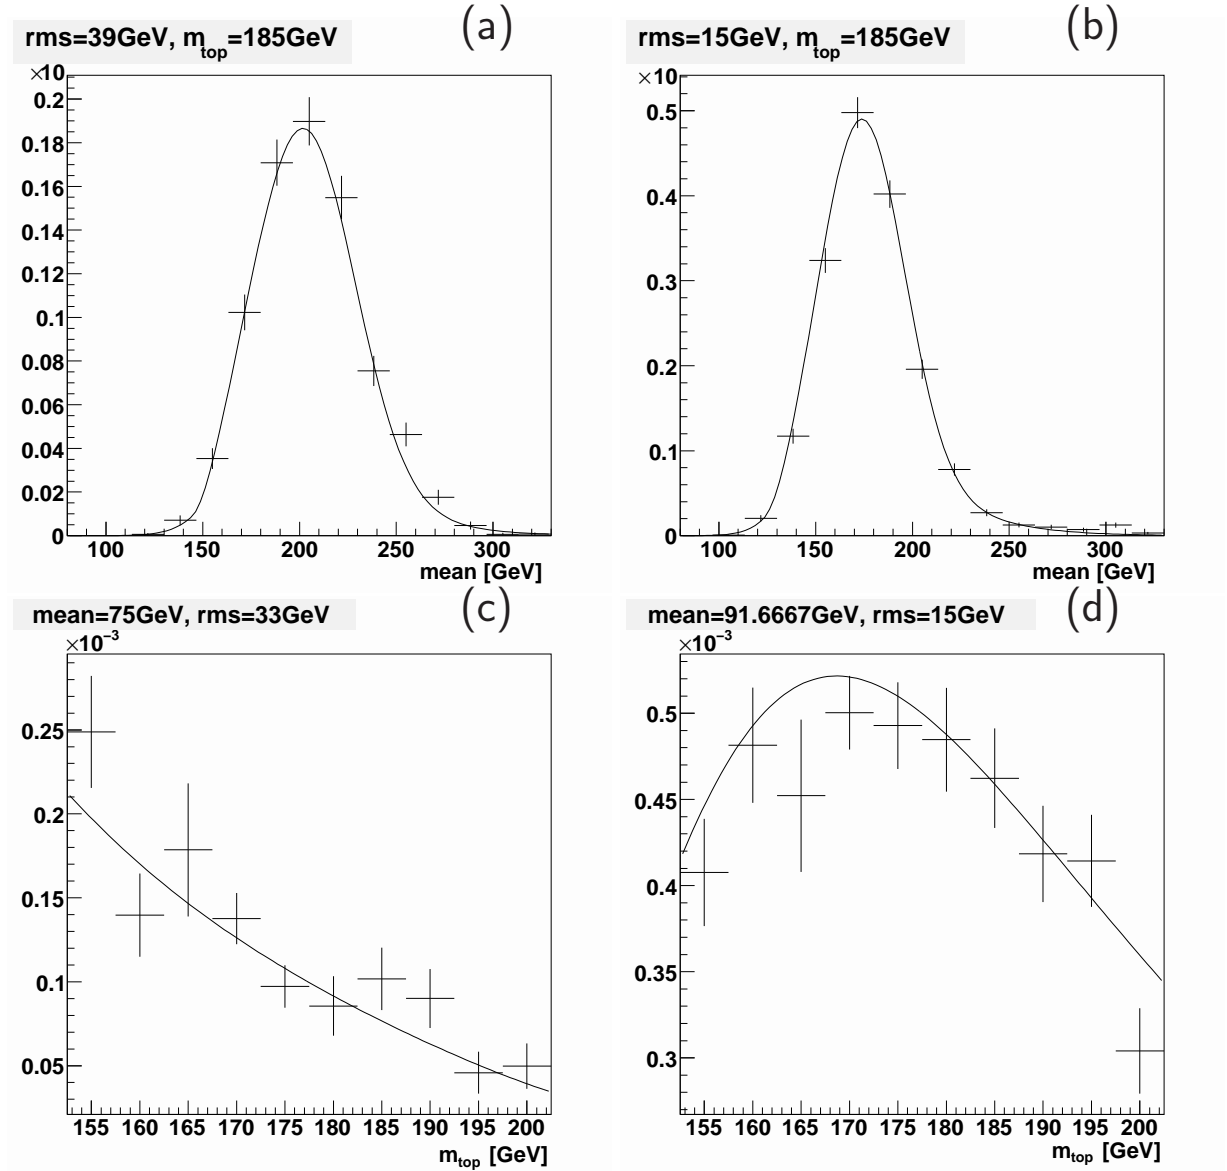 (a)
rms=39GeV, mtop=185GeV
×10
0.2
0.18
0.16
0.14
0.12
0.1
0.08
0.06
0.04
0.02
0
100 150 200 250 300
mean [GeV]
(b)
rms=15GeV, mtop=185GeV
×10
0.5
0.4
0.3
0.2
0.1
0
100 150 200 250 300
mean [GeV]
(c)
mean=75GeV, rms=33GeV
×10−3
0.25
0.2
0.15
0.1
0.05
155 160 165 170 175 180 185 190 195 200
mtop [GeV]
(d)
mean=91.6667GeV, rms=15GeV
×10−3
0.5
0.45
0.4
0.35
0.3
155 160 165 170 175 180 185 190 195 200
mtop [GeV]